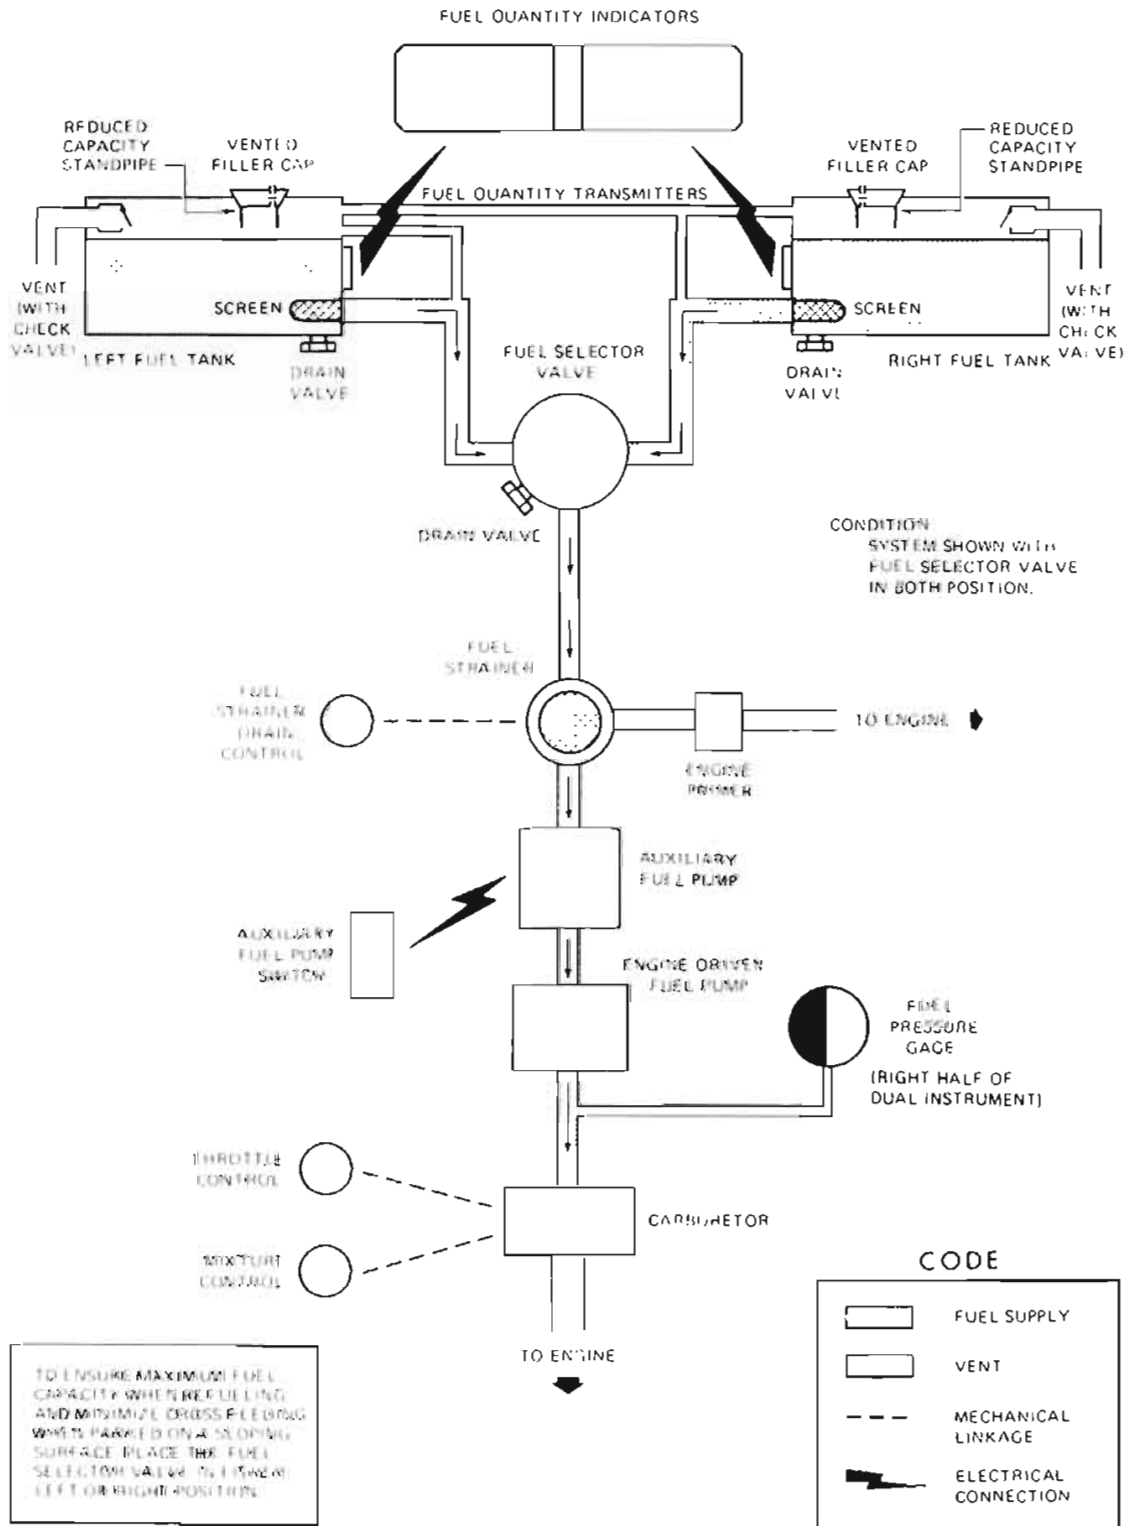 FUEL QUANTITY INDICATORS
REDUCED
CAPACITY
STANDPIPE
VENTED
FILLER CAP
VENTED
FILLER CAP
REDUCED
CAPACITY
STANDPIPE
FUEL QUANTITY TRANSMITTERS
VENT
(WITH
CHECK
VALVE)
SCREEN
SCREEN
VENT
(WITH
CHECK
VALVE)
LEFT FUEL TANK
DRAIN
VALVE
FUEL SELECTOR
VALVE
DRAIN
VALVE
RIGHT FUEL TANK
DRAIN VALVE
CONDITION
SYSTEM SHOWN WITH
FUEL SELECTOR VALVE
IN BOTH POSITION.
FUEL
STRAINER
FUEL
STRAINER
DRAIN
CONTROL
TO ENGINE
ENGINE
PRIMER
AUXILIARY
FUEL PUMP
AUXILIARY
FUEL PUMP
SWITCH
ENGINE DRIVEN
FUEL PUMP
FUEL
PRESSURE
GAGE
(RIGHT HALF OF
DUAL INSTRUMENT)
THROTTLE
CONTROL
CARBURETOR
MIXTURE
CONTROL
TO ENGINE
CODE
FUEL SUPPLY
VENT
MECHANICAL
LINKAGE
ELECTRICAL
CONNECTION
TO ENSURE MAXIMUM FUEL
CAPACITY WHEN REFUELING
AND MINIMIZE CROSS FEEDING
WHEN PARKED ON A SLOPING
SURFACE PLACE THE FUEL
SELECTOR VALVE IN EITHER
LEFT OR RIGHT POSITION